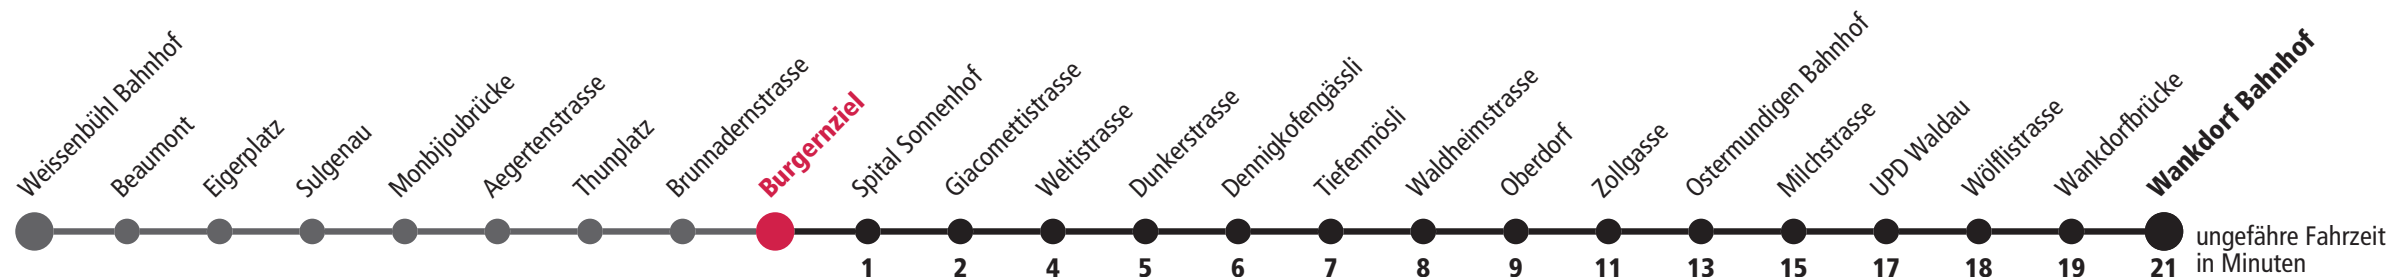 Weissenbühl Bahnhof
Beaumont
Eigerplatz
Sulgenau
Monbijoubrücke
Aegertenstrasse
Thunplatz
Brunnadernstrasse
Burgernziel
Spital Sonnenhof
Giacomettistrasse
Weltistrasse
Dunkerstrasse
Dennigkofengässli
Tiefenmösli
Waldheimstrasse
Oberdorf
Zollgasse
Ostermundigen Bahnhof
Milchstrasse
UPD Waldau
Wölflistrasse
Wankdorfbrücke
Wankdorf Bahnhof
ungefähre Fahrzeit
1 2 4 5 6 7 8 9 11 13 15 17 18 19 21 in Minuten